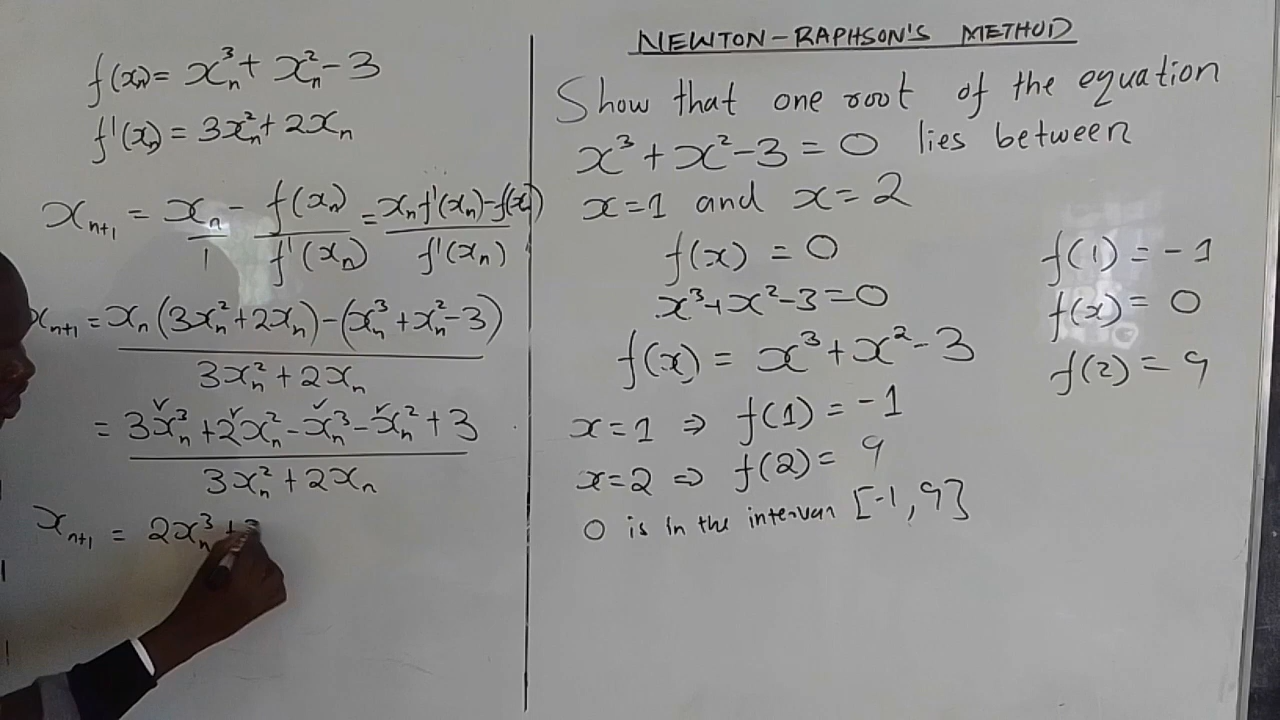 f(xₙ) = xₙ³ + xₙ² − 3
f'(xₙ) = 3xₙ² + 2xₙ
xₙ₊₁ = xₙ/1 − f(xₙ)/f'(xₙ) = (xₙf'(xₙ) − f(xₙ))/f'(xₙ)
xₙ₊₁ = (xₙ(3xₙ² + 2xₙ) − (xₙ³ + xₙ² − 3))/(3xₙ² + 2xₙ)
= (3xₙ³ + 2xₙ² − xₙ³ − xₙ² + 3)/(3xₙ² + 2xₙ)
xₙ₊₁ = 2xₙ³ +
NEWTON-RAPHSON'S METHOD
Show that one root of the equation
x³ + x² − 3 = 0 lies between
x = 1 and x = 2
f(x) = 0
x³ + x² − 3 = 0
f(x) = x³ + x² − 3
x = 1 ⇒ f(1) = −1
x = 2 ⇒ f(2) = 9
0 is in the interval [-1, 9]
f(1) = −1
f(x) = 0
f(2) = 9